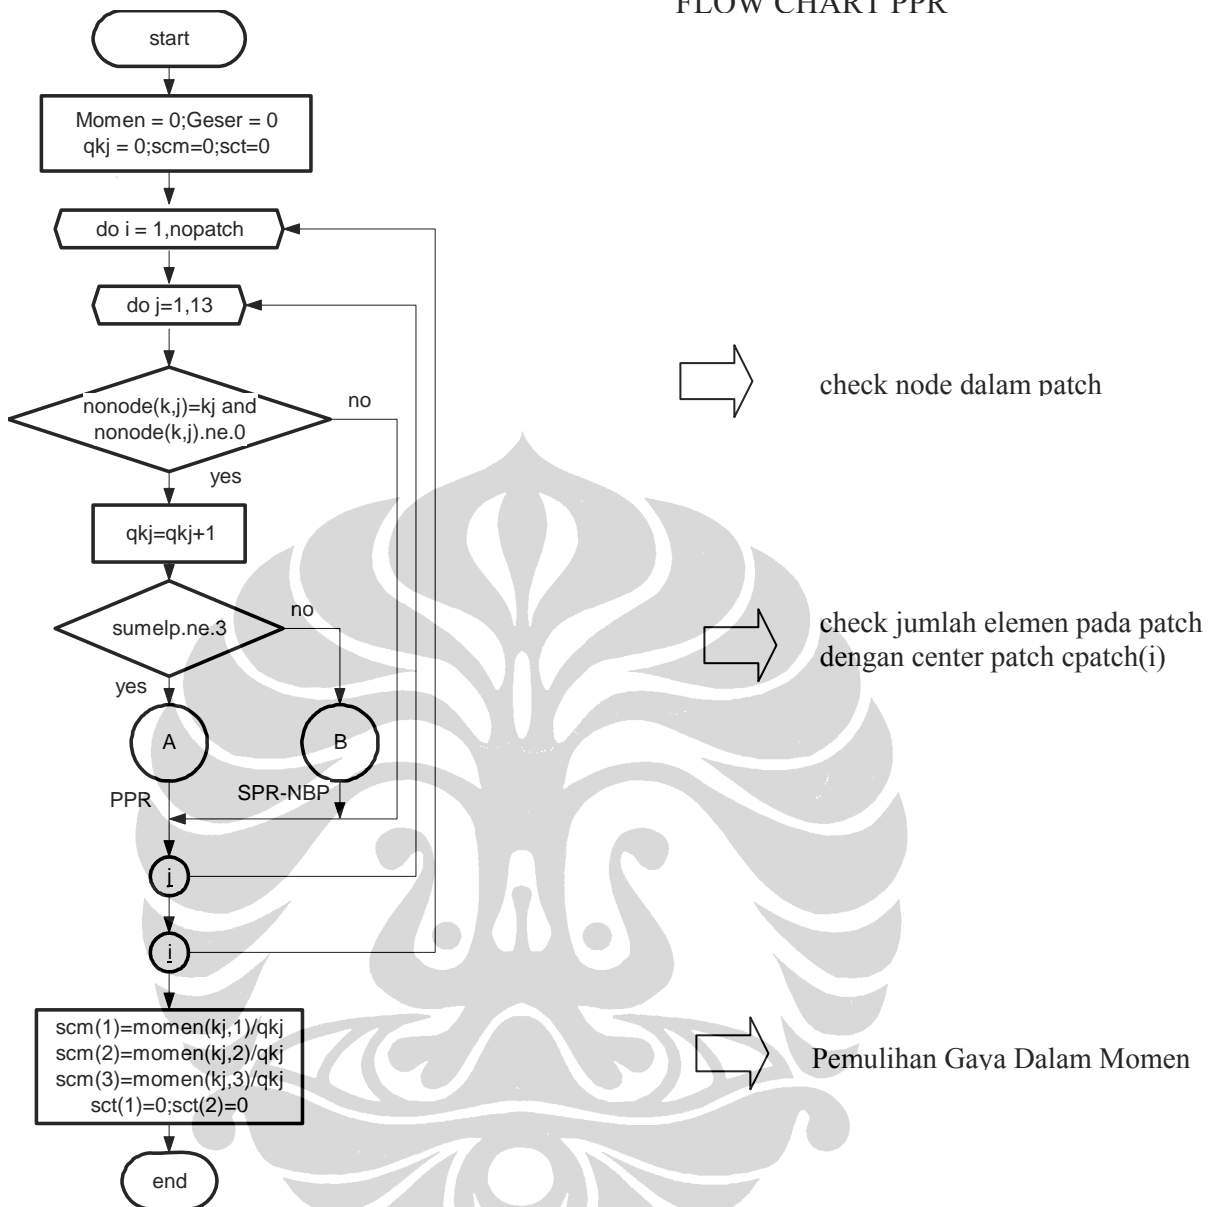 FLOW CHART PPR
start
Momen = 0;Geser = 0
qkj = 0;scm=0;sct=0
do i = 1,nopatch
do j=1,13
nonode(k,j)=kj and
nonode(k,j).ne.0
no
check node dalam patch
yes
qkj=qkj+1
sumelp.ne.3
no
check jumlah elemen pada patch
dengan center patch cpatch(i)
yes
A
B
PPR
SPR-NBP
j
i
scm(1)=momen(kj,1)/qkj
scm(2)=momen(kj,2)/qkj
scm(3)=momen(kj,3)/qkj
sct(1)=0;sct(2)=0
Pemulihan Gaya Dalam Momen
end